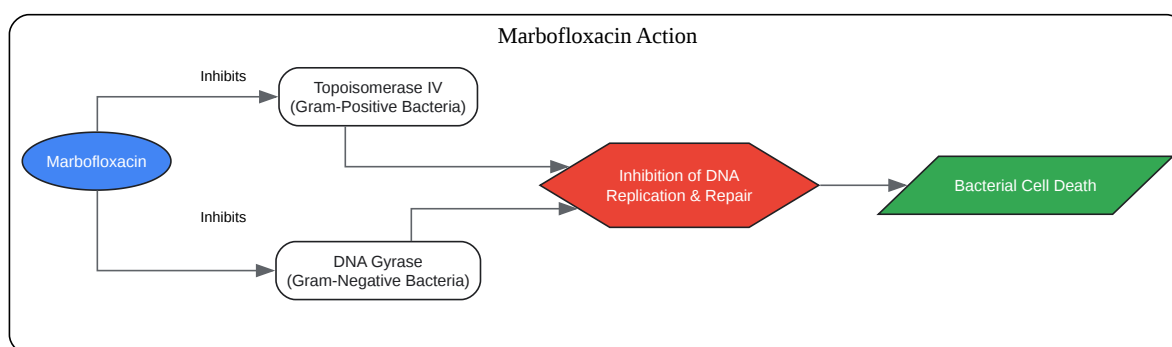 Marbofloxacin Action
Inhibits
Topoisomerase IV
(Gram-Positive Bacteria)
Marbofloxacin
Inhibition of DNA
Replication & Repair
Bacterial Cell Death
Inhibits
DNA Gyrase
(Gram-Negative Bacteria)